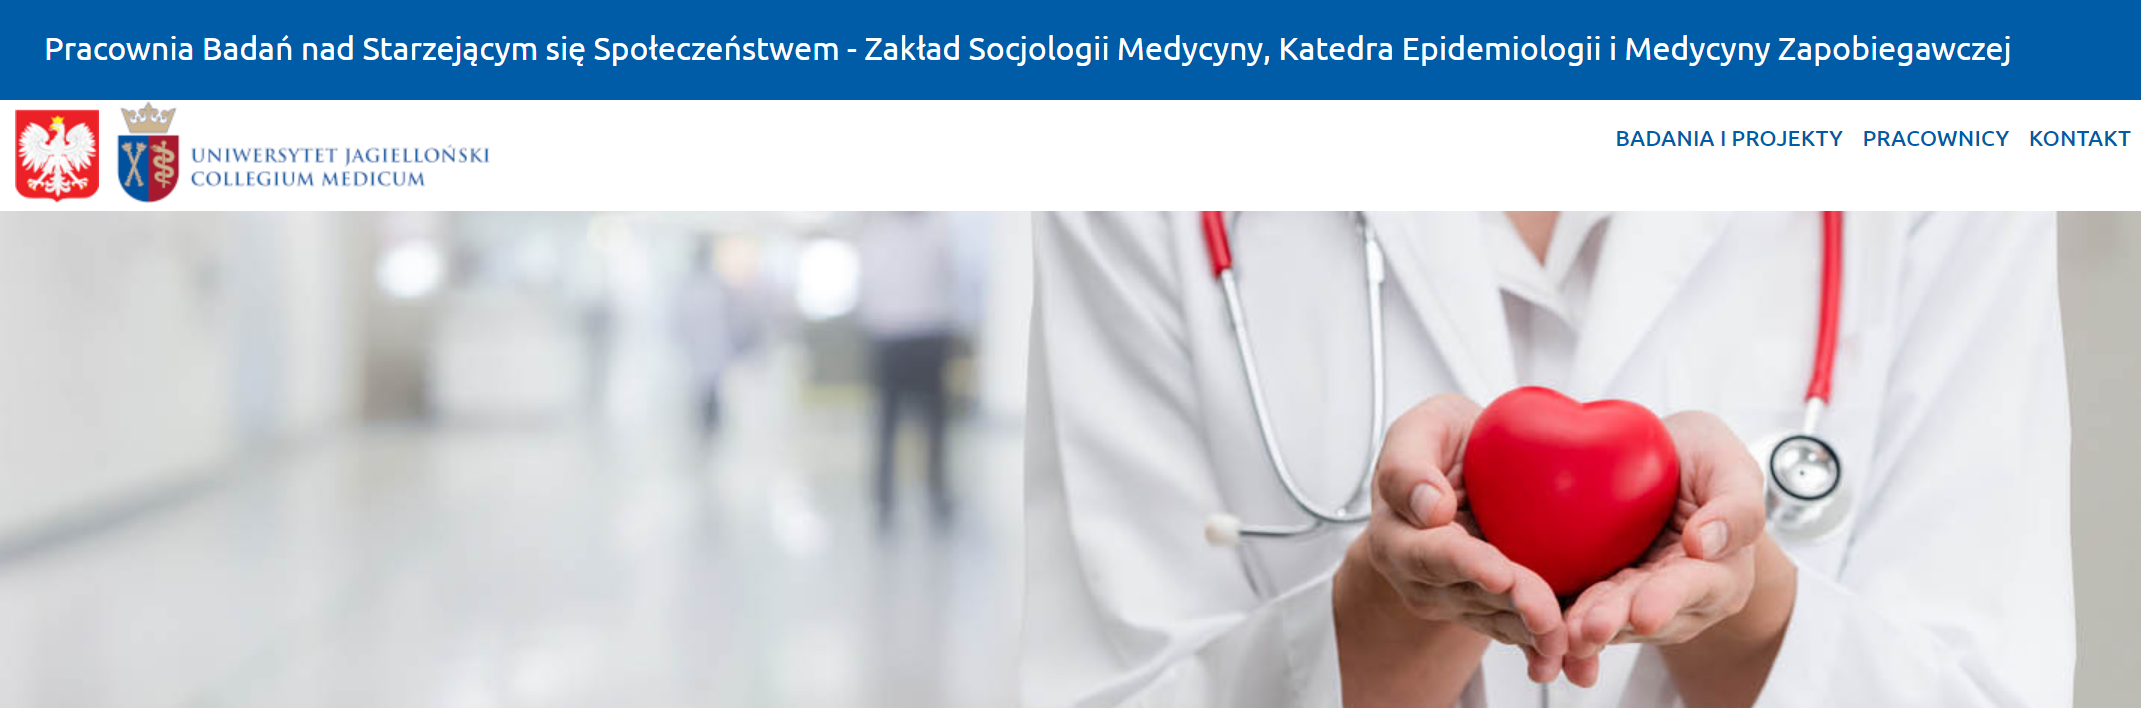 Pracownia Badań nad Starzejącym się Społeczeństwem - Zakład Socjologii Medycyny, Katedra Epidemiologii i Medycyny Zapobiegawczej
UNIWERSYTET JAGIELLOŃSKI
COLLEGIUM MEDICUM
BADANIA I PROJEKTY PRACOWNICY KONTAKT